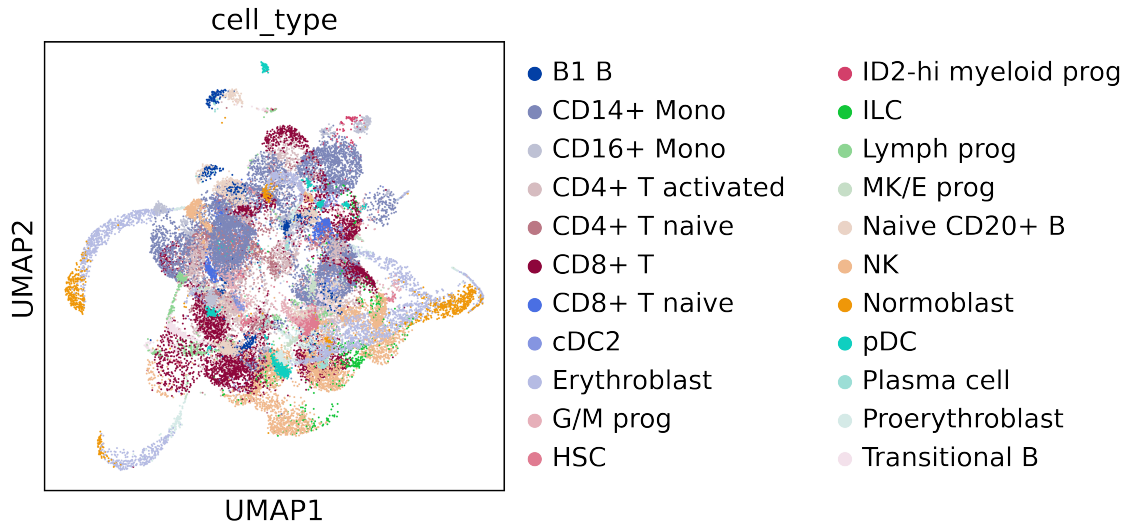 cell_type
UMAP2
UMAP1
B1 B
CD14+ Mono
CD16+ Mono
CD4+ T activated
CD4+ T naive
CD8+ T
CD8+ T naive
cDC2
Erythroblast
G/M prog
HSC
ID2-hi myeloid prog
ILC
Lymph prog
MK/E prog
Naive CD20+ B
NK
Normoblast
pDC
Plasma cell
Proerythroblast
Transitional B